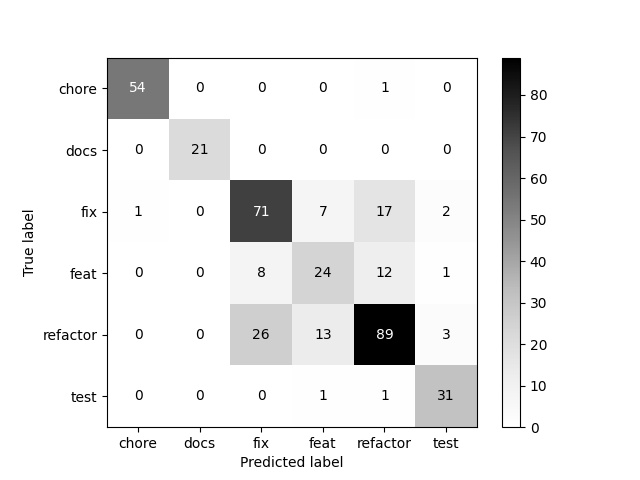 chore 54 0 0 0 1 0
docs 0 21 0 0 0 0
fix 1 0 71 7 17 2
feat 0 0 8 24 12 1
refactor 0 0 26 13 89 3
test 0 0 0 1 1 31
chore docs fix feat refactor test
Predicted label
True label
80
70
60
50
40
30
20
10
0